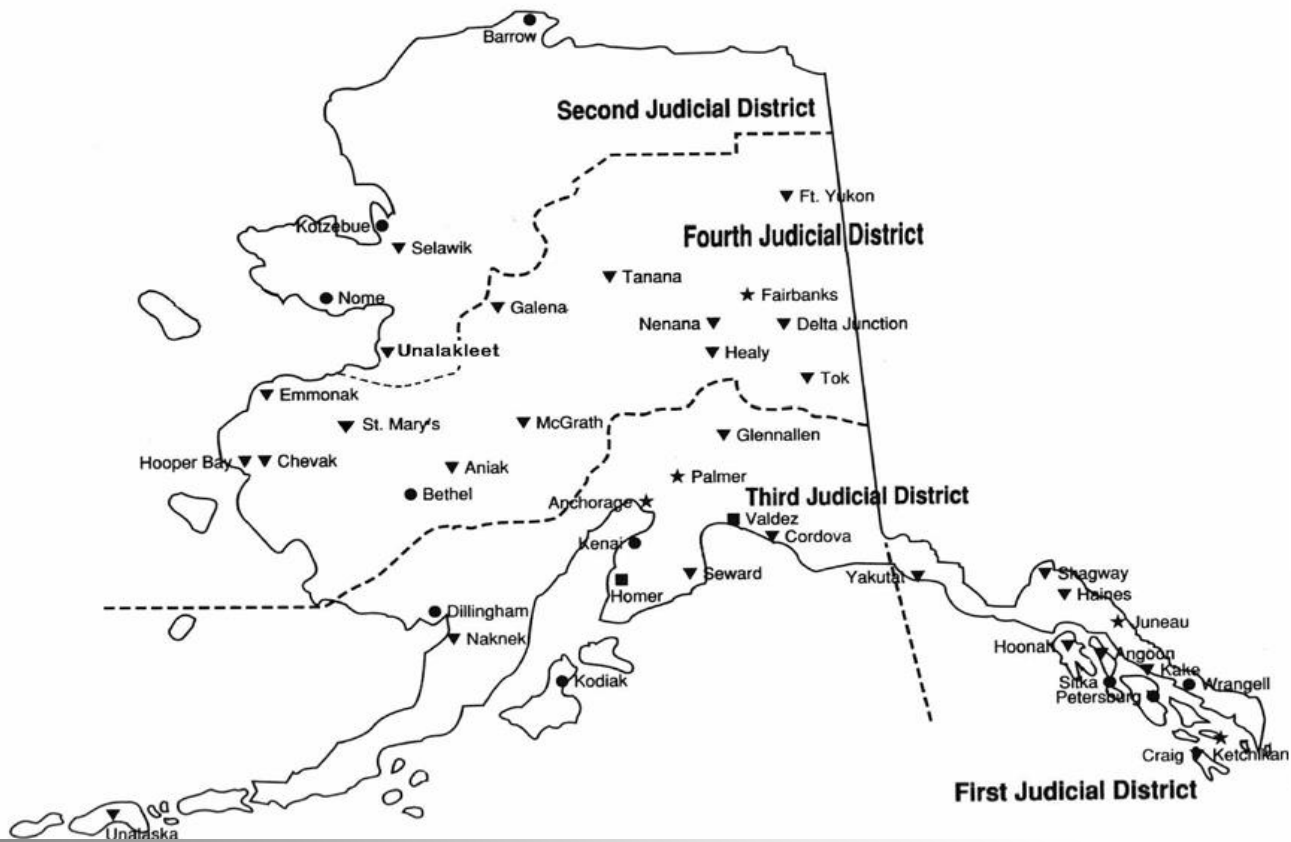 Barrow
Second Judicial District
Ft. Yukon
Kotzebue
Selawik
Fourth Judicial District
Tanana
Fairbanks
Nome
Galena
Nenana
Delta Junction
Unalakleet
Healy
Tok
Emmonak
St. Mary's
McGrath
Glennallen
Hooper Bay
Chevak
Aniak
Palmer
Bethel
Anchorage
Third Judicial District
Valdez
Cordova
Kenai
Seward
Yakutat
Skagway
Homer
Haines
Dillingham
Juneau
Naknek
Hoonah
Angoon
Kake
Kodiak
Sitka
Wrangell
Petersburg
Craig
Ketchikan
First Judicial District
Unalaska